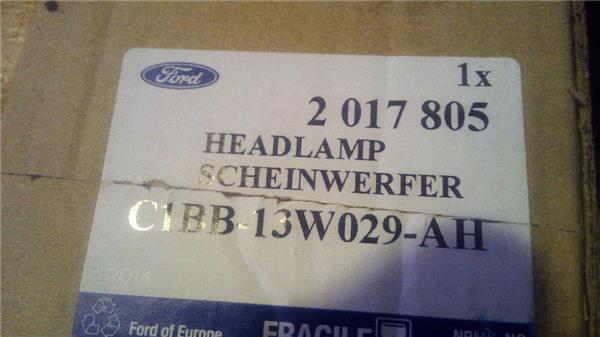 Ford
1x
2 017 805
HEADLAMP
SCHEINWERFER
C1BB-13W029-AH
2014
Ford of Europe
FRAGILE